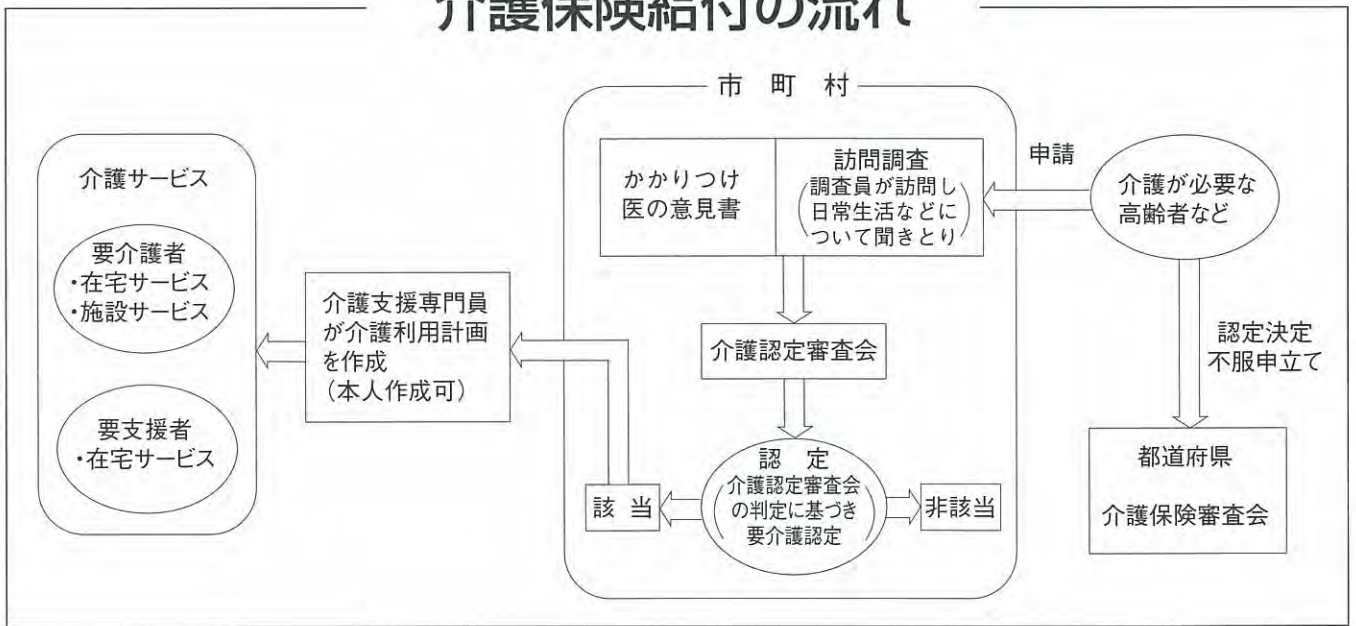 介護保険給付の流れ
市 町 村
介護サービス
要介護者
・在宅サービス
・施設サービス
要支援者
・在宅サービス
介護支援専門員
が介護利用計画
を作成
(本人作成可)
かかりつけ
医の意見書
訪問調査
(調査員が訪問し
日常生活などに
ついて聞きとり)
介護認定審査会
認 定
(介護認定審査会
の判定に基づき
要介護認定)
該 当
非該当
申請
介護が必要な
高齢者など
認定決定
不服申立て
都道府県
介護保険審査会